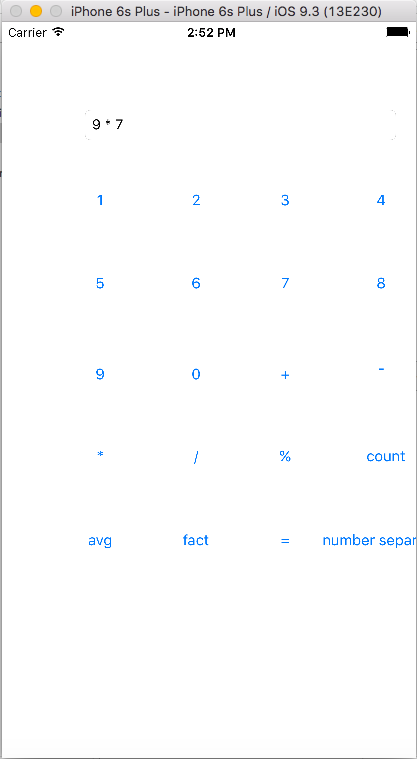 iPhone 6s Plus - iPhone 6s Plus / iOS 9.3 (13E230)
Carrier 2:52 PM
9 * 7
1 2 3 4
5 6 7 8
9 0 + -
* / % count
avg fact = number separ